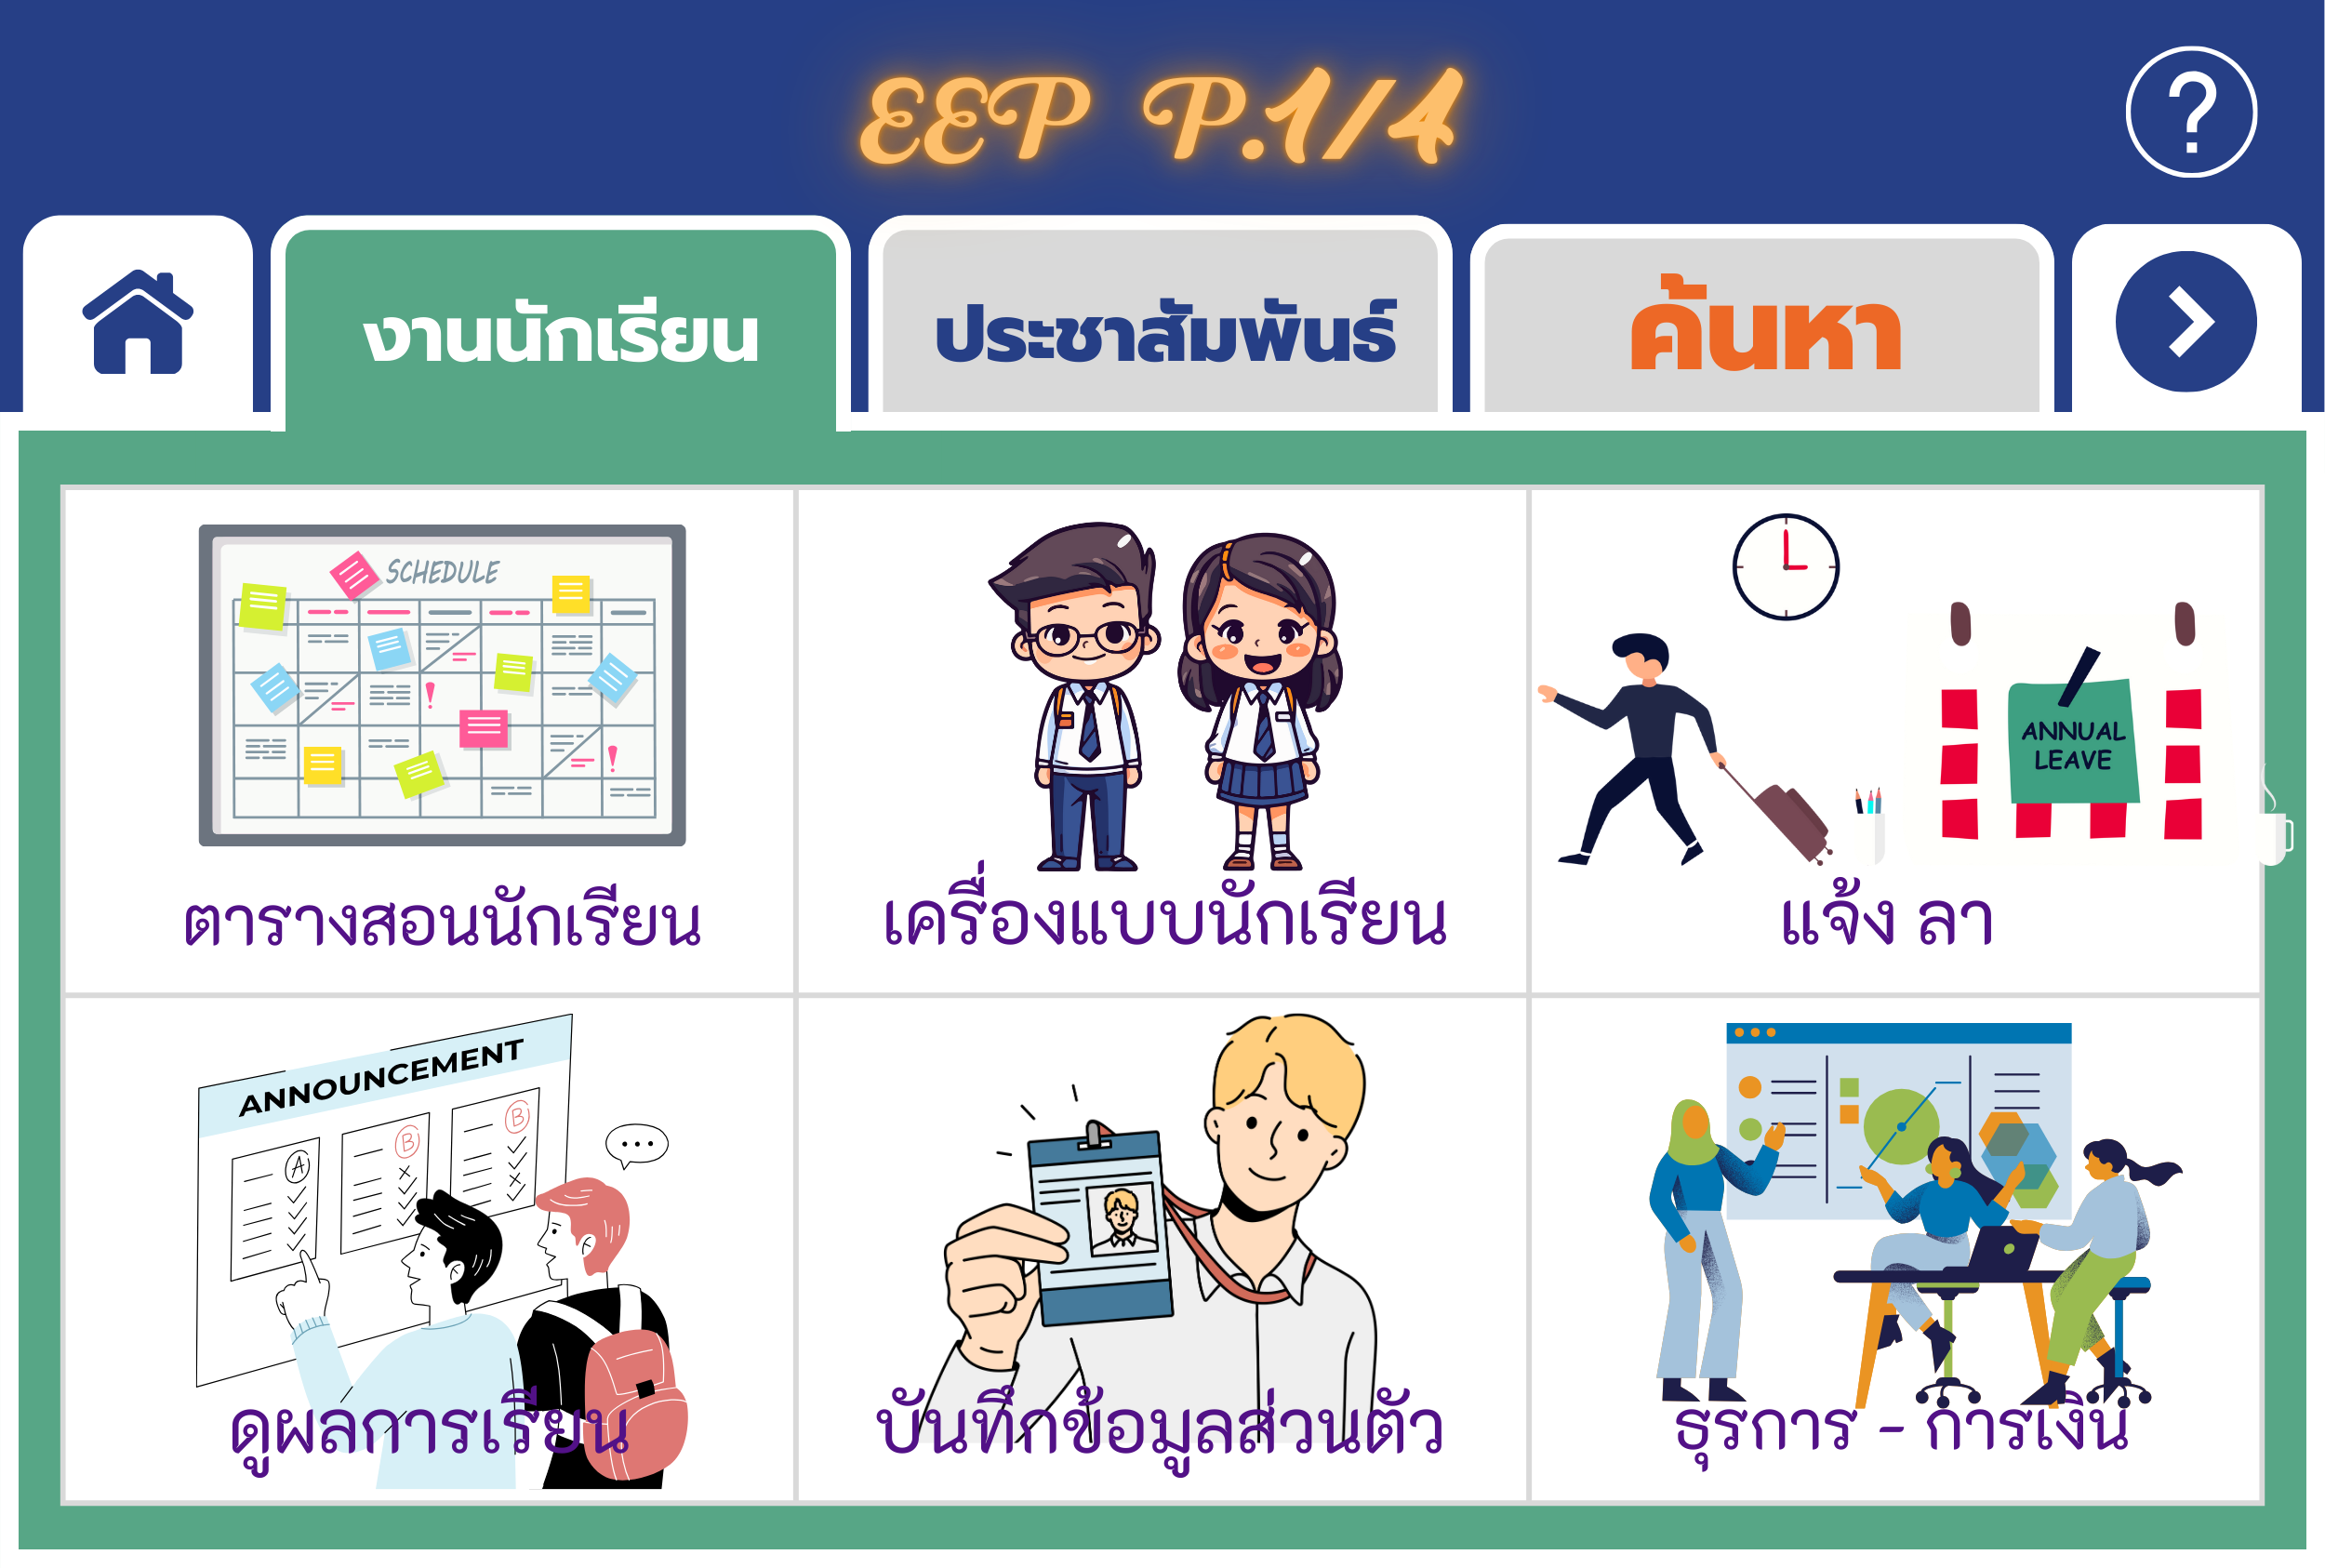 EEP P.1/4
?
งานนักเรียน
ประชาสัมพันธ์
ค้นหา
SCHEDULE
ตารางสอนนักเรียน
เครื่องแบบนักเรียน
ANNUAL
LEAVE
แจ้ง ลา
ANNOUNCEMENT
A
B
B
ดูผลการเรียน
บันทึกข้อมูลส่วนตัว
ธุรการ - การเงิน